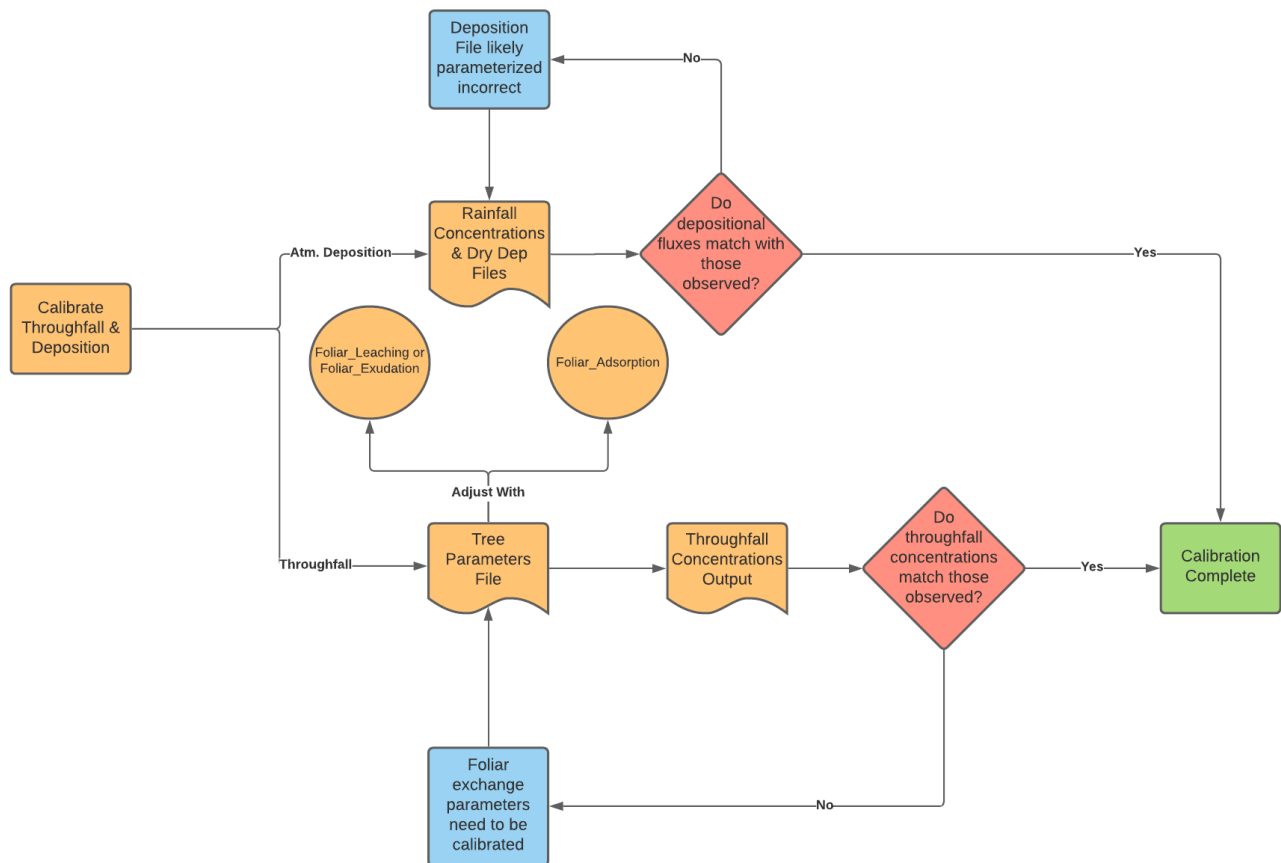 Deposition
File likely
parameterized
incorrect
No
Rainfall
Concentrations
& Dry Dep
Files
Do
depositional
fluxes match with
those
observed?
Atm. Deposition
Yes
Calibrate
Throughfall &
Deposition
Foliar_Leaching or
Foliar_Exudation
Foliar_Adsorption
Adjust With
Throughfall
Tree
Parameters
File
Throughfall
Concentrations
Output
Do
throughfall
concentrations
match those
observed?
Yes
Calibration
Complete
Foliar
exchange
parameters
need to be
calibrated
No